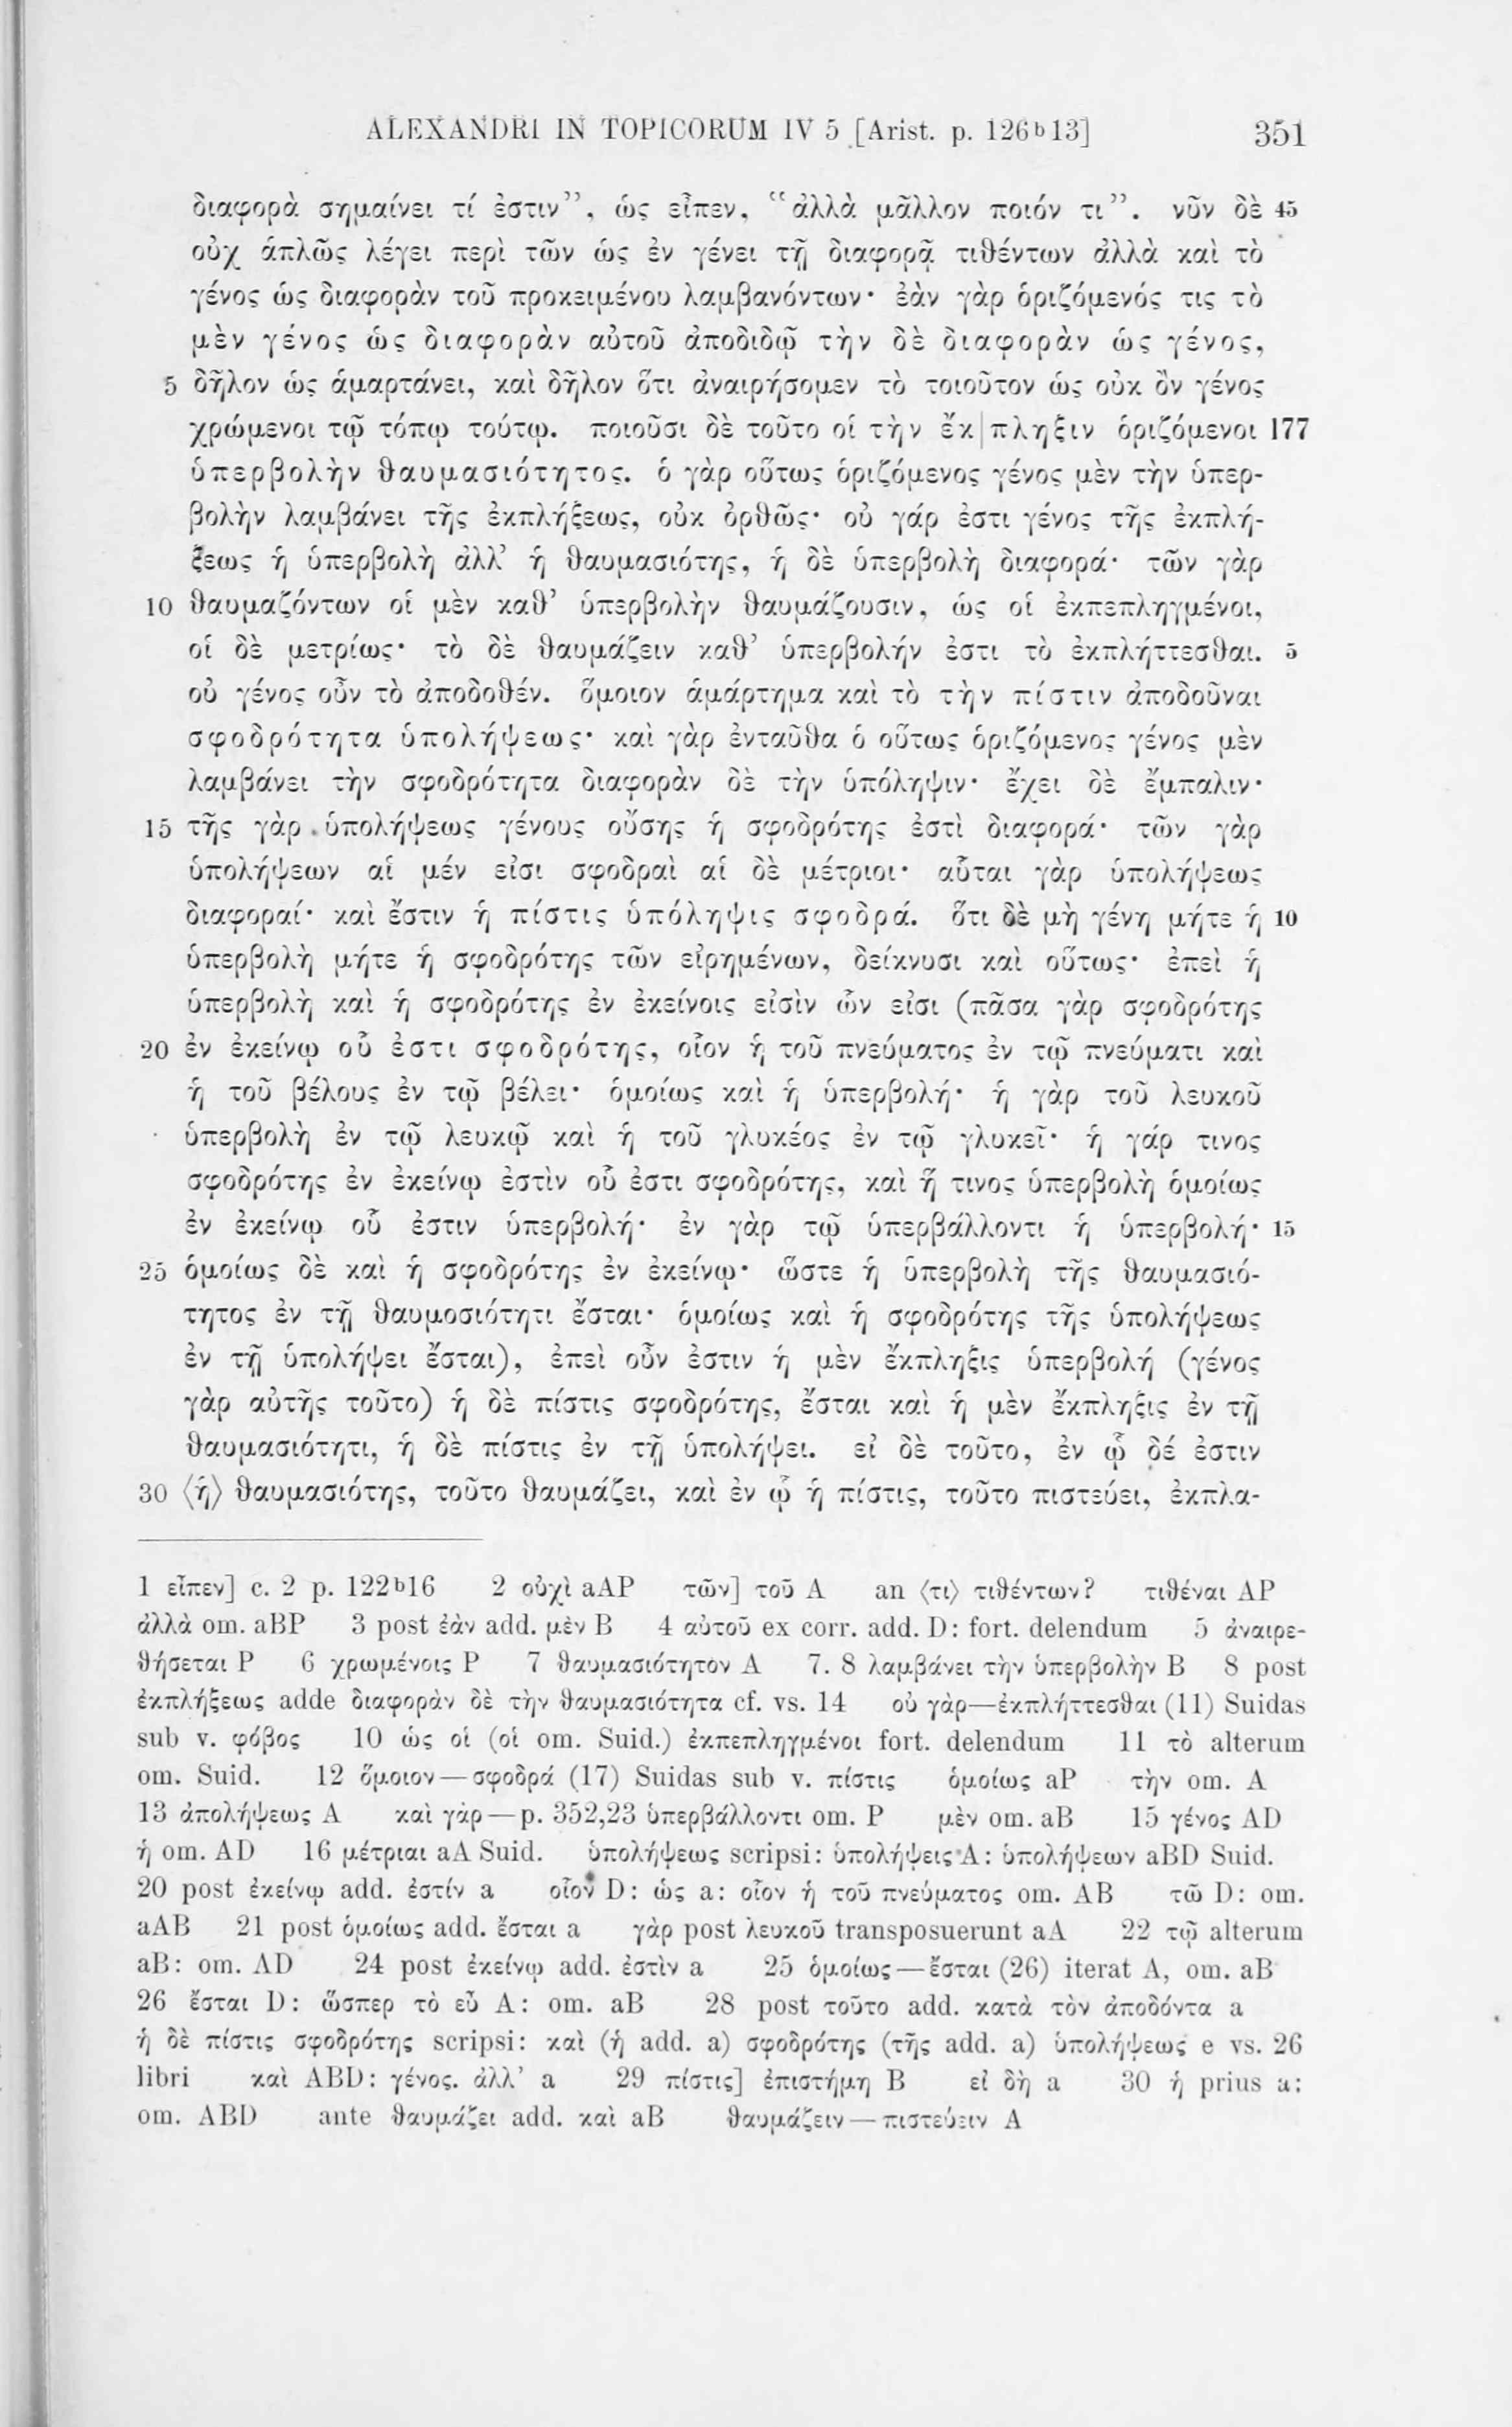 ALEXANDRI IN TOPICORUM IV 5 [Arist. p. 126b13] 351
διαφορὰ σημαίνει τί ἐστιν”, ὡς εἶπεν, “ἀλλὰ μᾶλλον ποιόν τι”. νῦν δὲ 45
οὐχ ἁπλῶς λέγει περὶ τῶν ὡς ἐν γένει τῇ διαφορᾷ τιθέντων ἀλλὰ καὶ τὸ
γένος ὡς διαφορὰν τοῦ προκειμένου λαμβανόντων· ἐὰν γὰρ ὁριζόμενός τις τὸ
μὲν γένος ὡς διαφορὰν αὐτοῦ ἀποδιδῷ τὴν δὲ διαφορὰν ὡς γένος,
5 δῆλον ὡς ἁμαρτάνει, καὶ δῆλον ὅτι ἀναιρήσομεν τὸ τοιοῦτον ὡς οὐκ ὂν γένος
χρώμενοι τῷ τόπῳ τούτῳ. ποιοῦσι δὲ τοῦτο οἱ τὴν ἔκ|πληξιν ὁριζόμενοι 177
ὑπερβολὴν θαυμασιότητος. ὁ γὰρ οὕτως ὁριζόμενος γένος μὲν τὴν ὑπερ-
βολὴν λαμβάνει τῆς ἐκπλήξεως, οὐκ ὀρθῶς· οὐ γάρ ἐστι γένος τῆς ἐκπλή-
ξεως ἡ ὑπερβολὴ ἀλλ’ ἡ θαυμασιότης, ἡ δὲ ὑπερβολὴ διαφορά· τῶν γὰρ
10 θαυμαζόντων οἱ μὲν καθ’ ὑπερβολὴν θαυμάζουσιν, ὡς οἱ ἐκπεπληγμένοι,
οἱ δὲ μετρίως· τὸ δὲ θαυμάζειν καθ’ ὑπερβολήν ἐστι τὸ ἐκπλήττεσθαι. 5
οὐ γένος οὖν τὸ ἀποδοθέν. ὅμοιον ἁμάρτημα καὶ τὸ τὴν πίστιν ἀποδοῦναι
σφοδρότητα ὑπολήψεως· καὶ γὰρ ἐνταῦθα ὁ οὕτως ὁριζόμενος γένος μὲν
λαμβάνει τὴν σφοδρότητα διαφορὰν δὲ τὴν ὑπόληψιν· ἔχει δὲ ἔμπαλιν·
15 τῆς γὰρ ὑπολήψεως γένους οὔσης ἡ σφοδρότης ἐστὶ διαφορά· τῶν γὰρ
ὑπολήψεων αἱ μέν εἰσι σφοδραὶ αἱ δὲ μέτριοι· αὗται γὰρ ὑπολήψεως
διαφοραί· καὶ ἔστιν ἡ πίστις ὑπόληψις σφοδρά. ὅτι δὲ μὴ γένη μήτε ἡ 10
ὑπερβολὴ μήτε ἡ σφοδρότης τῶν εἰρημένων, δείκνυσι καὶ οὕτως· ἐπεὶ ἡ
ὑπερβολὴ καὶ ἡ σφοδρότης ἐν ἐκείνοις εἰσὶν ὧν εἰσι (πᾶσα γὰρ σφοδρότης
20 ἐν ἐκείνῳ οὗ ἐστι σφοδρότης, οἷον ἡ τοῦ πνεύματος ἐν τῷ πνεύματι καὶ
ἡ τοῦ βέλους ἐν τῷ βέλει· ὁμοίως καὶ ἡ ὑπερβολή· ἡ γὰρ τοῦ λευκοῦ
ὑπερβολὴ ἐν τῷ λευκῷ καὶ ἡ τοῦ γλυκέος ἐν τῷ γλυκεῖ· ἡ γάρ τινος
σφοδρότης ἐν ἐκείνῳ ἐστὶν οὗ ἐστι σφοδρότης, καὶ ἥ τινος ὑπερβολὴ ὁμοίως
ἐν ἐκείνῳ οὗ ἐστιν ὑπερβολή· ἐν γὰρ τῷ ὑπερβάλλοντι ἡ ὑπερβολή· 15
25 ὁμοίως δὲ καὶ ἡ σφοδρότης ἐν ἐκείνῳ· ὥστε ἡ ὑπερβολὴ τῆς θαυμασιό-
τητος ἐν τῇ θαυμοσιότητι ἔσται· ὁμοίως καὶ ἡ σφοδρότης τῆς ὑπολήψεως
ἐν τῇ ὑπολήψει ἔσται), ἐπεὶ οὖν ἐστιν ἡ μὲν ἔκπληξις ὑπερβολή (γένος
γὰρ αὐτῆς τοῦτο) ἡ δὲ πίστις σφοδρότης, ἔσται καὶ ἡ μὲν ἔκπληξις ἐν τῇ
θαυμασιότητι, ἡ δὲ πίστις ἐν τῇ ὑπολήψει. εἰ δὲ τοῦτο, ἐν ᾧ δέ ἐστιν
30 ⟨ἡ⟩ θαυμασιότης, τοῦτο θαυμάζει, καὶ ἐν ᾧ ἡ πίστις, τοῦτο πιστεύει, ἐκπλα-
1 εἶπεν] c. 2 p. 122b16 2 οὐχὶ aAP τῶν] τοῦ A an ⟨τι⟩ τιθέντων? τιθέναι AP
ἀλλὰ om. aBP 3 post ἐὰν add. μὲν B 4 αὐτοῦ ex corr. add. D: fort. delendum 5 ἀναιρε-
θήσεται P 6 χρωμένοις P 7 θαυμασιότητον A 7. 8 λαμβάνει τὴν ὑπερβολὴν B 8 post
ἐκπλήξεως adde διαφορὰν δὲ τὴν θαυμασιότητα cf. vs. 14 οὐ γὰρ—ἐκπλήττεσθαι (11) Suidas
sub v. φόβος 10 ὡς οἱ (οἱ om. Suid.) ἐκπεπληγμένοι fort. delendum 11 τὸ alterum
om. Suid. 12 ὅμοιον—σφοδρά (17) Suidas sub v. πίστις ὁμοίως aP τὴν om. A
13 ἀπολήψεως A καὶ γὰρ—p. 352,23 ὑπερβάλλοντι om. P μὲν om. aB 15 γένος AD
ἡ om. AD 16 μέτριαι aA Suid. ὑπολήψεως scripsi: ὑπολήψεις A: ὑπολήψεων aBD Suid.
20 post ἐκείνῳ add. ἐστίν a οἷον D: ὡς a: οἷον ἡ τοῦ πνεύματος om. AB τῶ D: om.
aAB 21 post ὁμοίως add. ἔσται a γὰρ post λευκοῦ transposuerunt aA 22 τῷ alterum
aB: om. AD 24 post ἐκείνῳ add. ἐστὶν a 25 ὁμοίως—ἔσται (26) iterat A, om. aB
26 ἔσται D: ὥσπερ τὸ εὖ A: om. aB 28 post τοῦτο add. κατὰ τὸν ἀποδόντα a
ἡ δὲ πίστις σφοδρότης scripsi: καὶ (ἡ add. a) σφοδρότης (τῆς add. a) ὑπολήψεως e vs. 26
libri καὶ ABD: γένος. ἀλλ’ a 29 πίστις] ἐπιστήμη B εἰ δὴ a 30 ἡ prius a:
om. ABD ante θαυμάζει add. καὶ aB θαυμάζειν—πιστεύειν A